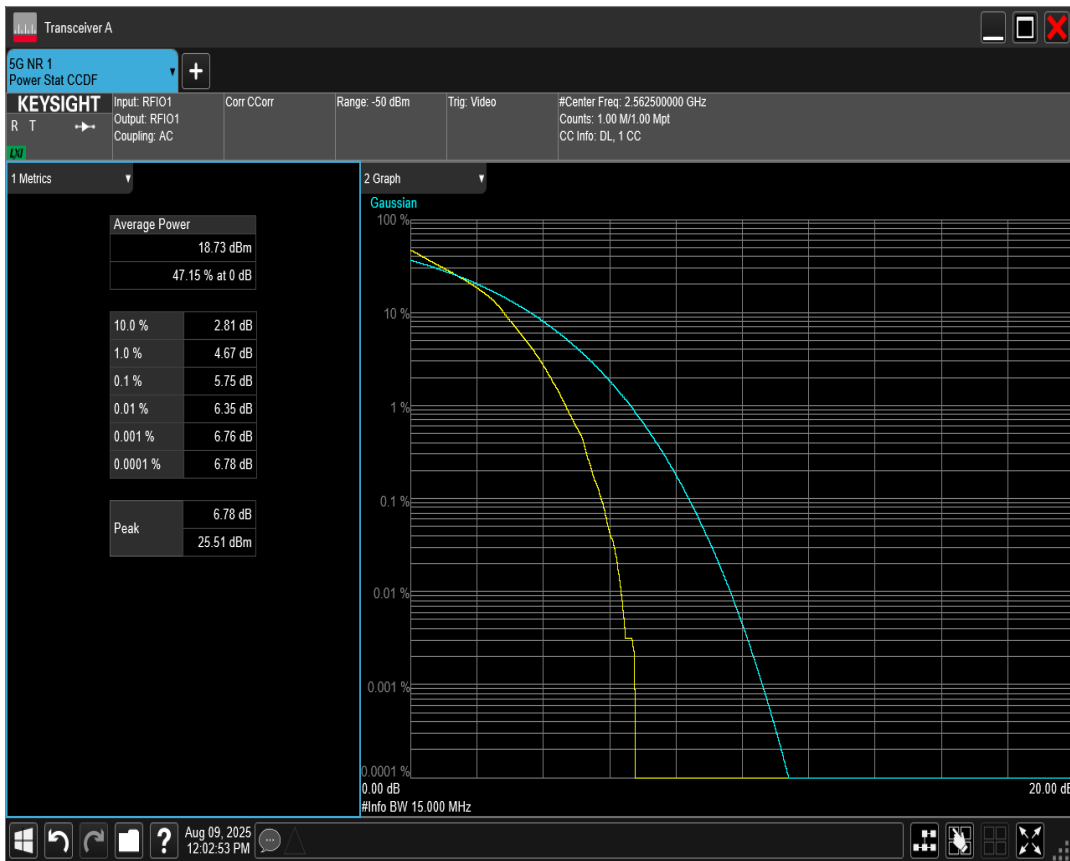 Transceiver A
5G NR 1
Power Stat CCDF
+
KEYSIGHT
R T
LXI
Input: RFIO1
Output: RFIO1
Coupling: AC
Corr CCorr
Range: -50 dBm
Trig: Video
#Center Freq: 2.562500000 GHz
Counts: 1.00 M/1.00 Mpt
CC Info: DL, 1 CC
1 Metrics
Average Power
18.73 dBm
47.15 % at 0 dB
10.0 % 2.81 dB
1.0 % 4.67 dB
0.1 % 5.75 dB
0.01 % 6.35 dB
0.001 % 6.76 dB
0.0001 % 6.78 dB
Peak
6.78 dB
25.51 dBm
2 Graph
Gaussian
100 %
10 %
1 %
0.1 %
0.01 %
0.001 %
0.0001 %
0.00 dB 20.00 dB
#Info BW 15.000 MHz
?
Aug 09, 2025
12:02:53 PM